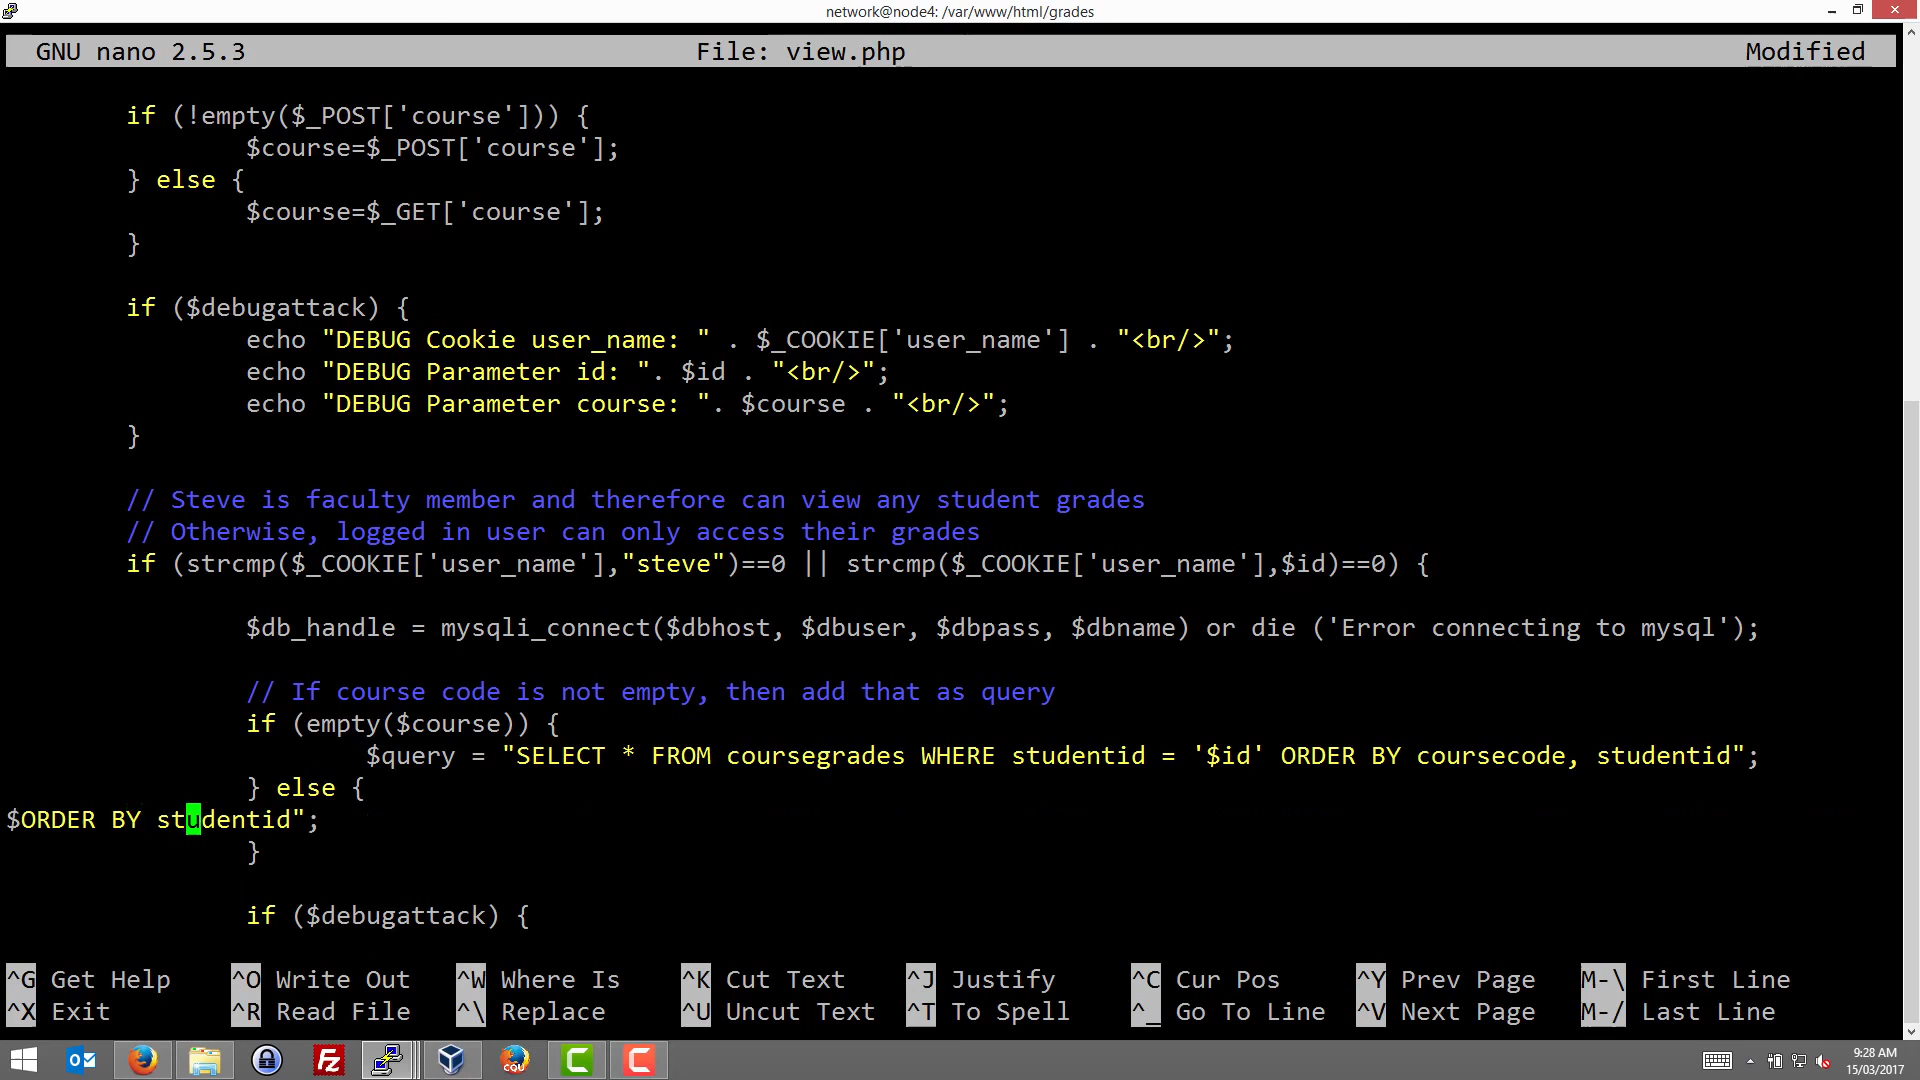 network@node4: /var/www/html/grades
GNU nano 2.5.3 File: view.php Modified
if (!empty($_POST['course'])) {
$course=$_POST['course'];
} else {
$course=$_GET['course'];
}
if ($debugattack) {
echo "DEBUG Cookie user_name: " . $_COOKIE['user_name'] . "<br/>";
echo "DEBUG Parameter id: ". $id . "<br/>";
echo "DEBUG Parameter course: ". $course . "<br/>";
}
// Steve is faculty member and therefore can view any student grades
// Otherwise, logged in user can only access their grades
if (strcmp($_COOKIE['user_name'],"steve")==0 || strcmp($_COOKIE['user_name'],$id)==0) {
$db_handle = mysqli_connect($dbhost, $dbuser, $dbpass, $dbname) or die ('Error connecting to mysql');
// If course code is not empty, then add that as query
if (empty($course)) {
$query = "SELECT * FROM coursegrades WHERE studentid = '$id' ORDER BY coursecode, studentid";
} else {
$ORDER BY studentid";
}
if ($debugattack) {
^G Get Help ^O Write Out ^W Where Is ^K Cut Text ^J Justify ^C Cur Pos ^Y Prev Page M-\ First Line
^X Exit ^R Read File ^\ Replace ^U Uncut Text ^T To Spell ^_ Go To Line ^V Next Page M-/ Last Line
9:28 AM
15/03/2017